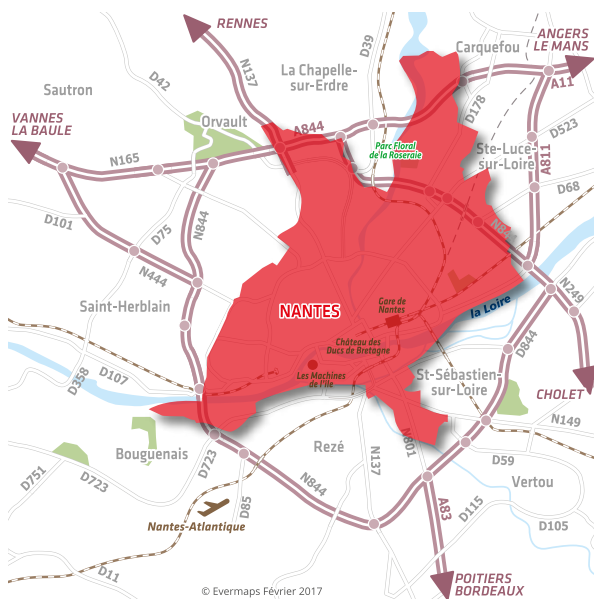 RENNES
D39
Carquefou
ANGERS
LE MANS
A11
Sautron
D42
N137
La Chapelle-
sur-Erdre
D178
VANNES
LA BAULE
Orvault
A844
Parc Floral
de la Roseraie
Ste-Luce-
sur-Loire
D523
A811
N165
D68
D101
D75
N844
N844
N444
N249
Saint-Herblain
NANTES
Gare de
Nantes
la Loire
Château des
Ducs de Bretagne
D844
D358
D107
Les Machines
de l'île
St-Sébastien-
sur-Loire
CHOLET
N149
Bouguenais
Rezé
N801
D751
D723
D723
N137
D59
Vertou
N844
D85
A83
D115
D105
Nantes-Atlantique
D11
POITIERS
BORDEAUX
© Evermaps Février 2017